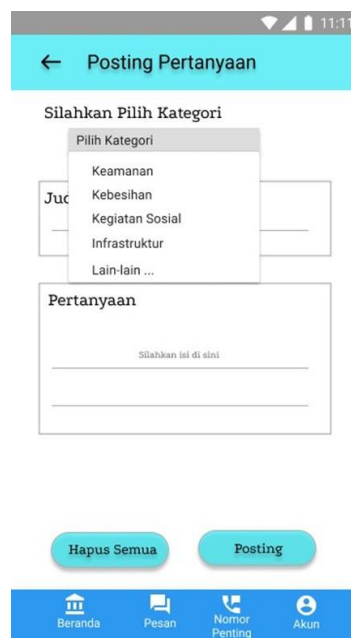 11:11
Posting Pertanyaan
Silahkan Pilih Kategori
Pilih Kategori
Keamanan
Jud
Kebesihan
Kegiatan Sosial
Infrastruktur
Lain-lain ...
Pertanyaan
Silahkan isi di sini
Hapus Semua
Posting
Beranda
Pesan
Nomor
Penting
Akun